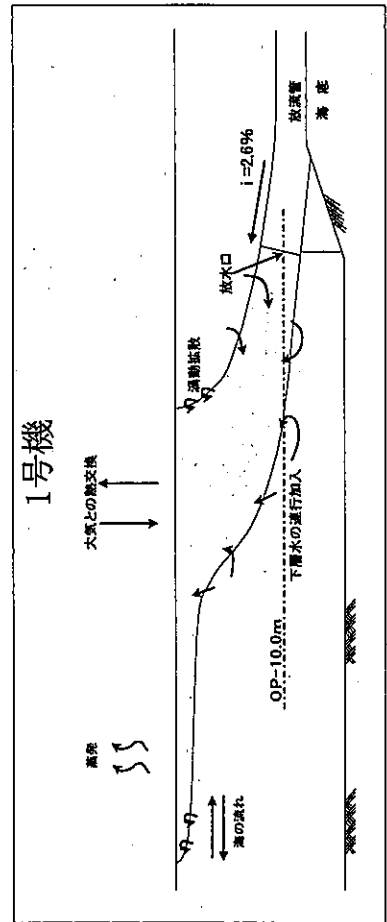 1号機
蒸発
大気との熱交換
海の流れ
渦動拡散
放水口
i=2.6%
放流管
海底
OP-10.0m
下層水の連行加入